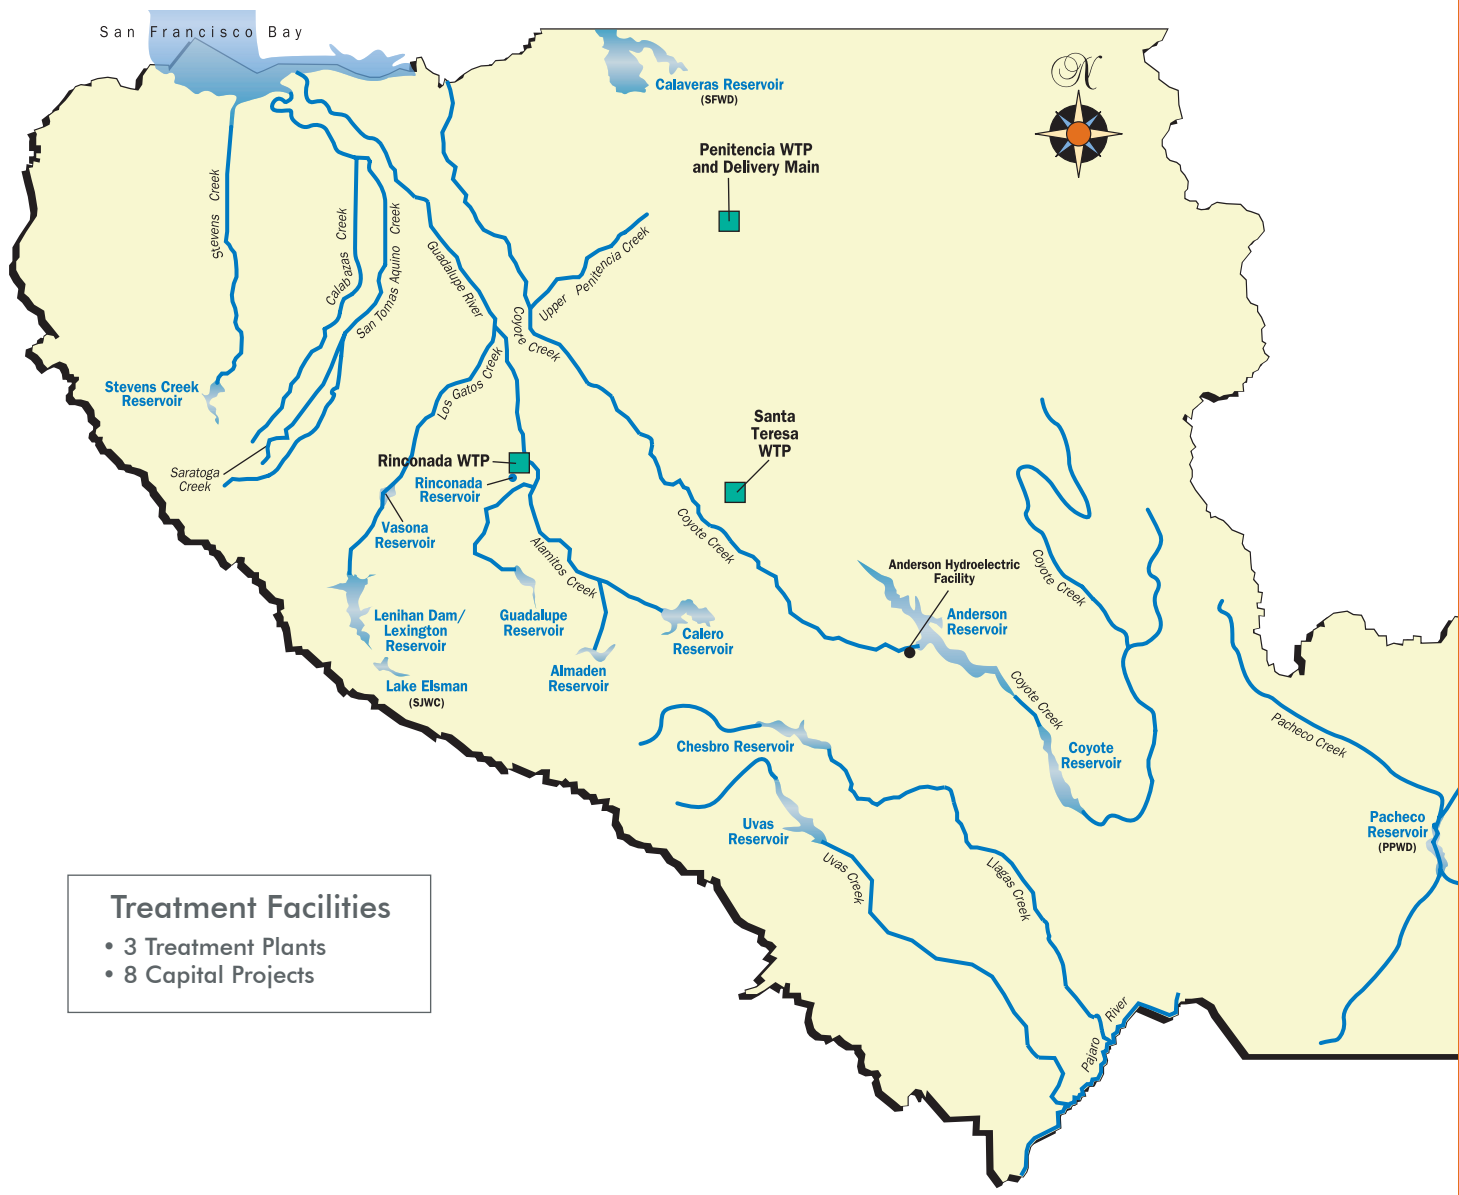 San Francisco Bay
N
Calaveras Reservoir
(SFWD)
Penitencia WTP
and Delivery Main
Stevens Creek
Calabazas Creek
San Tomas Aquino Creek
Guadalupe River
Upper Penitencia Creek
Coyote Creek
Los Gatos Creek
Stevens Creek
Reservoir
Saratoga
Creek
Rinconada WTP
Rinconada
Reservoir
Santa
Teresa
WTP
Vasona
Reservoir
Coyote Creek
Alamitos Creek
Anderson Hydroelectric
Facility
Coyote Creek
Anderson
Reservoir
Lenihan Dam/
Lexington
Reservoir
Guadalupe
Reservoir
Calero
Reservoir
Almaden
Reservoir
Lake Elsman
(SJWC)
Coyote Creek
Pacheco Creek
Chesbro Reservoir
Coyote
Reservoir
Uvas
Reservoir
Pacheco
Reservoir
(PPWD)
Uvas Creek
Llagas Creek
Treatment Facilities
• 3 Treatment Plants
• 8 Capital Projects
Pajaro River